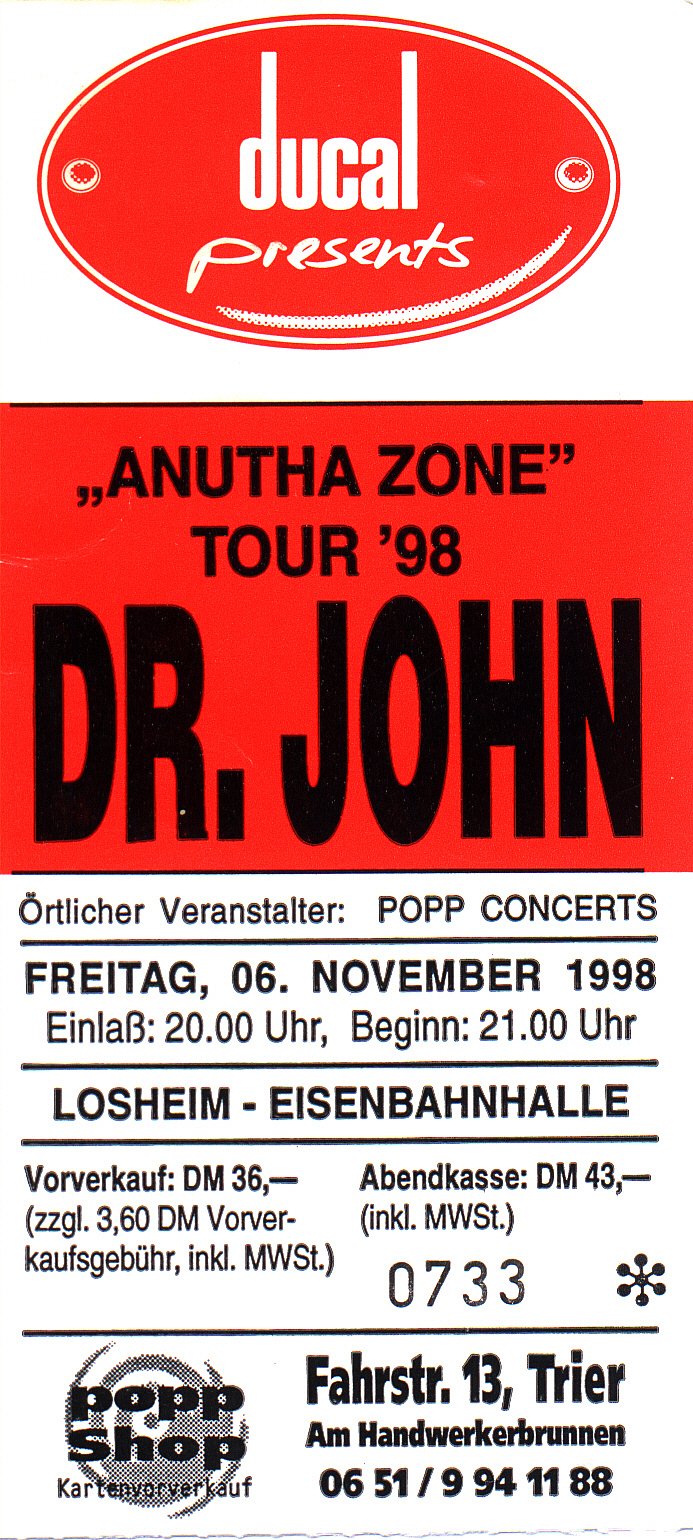 ducal
presents
„ANUTHA ZONE”
TOUR ’98
DR. JOHN
Örtlicher Veranstalter: POPP CONCERTS
FREITAG, 06. NOVEMBER 1998
Einlaß: 20.00 Uhr, Beginn: 21.00 Uhr
LOSHEIM - EISENBAHNHALLE
Vorverkauf: DM 36,—
(zzgl. 3,60 DM Vorver-
kaufsgebühr, inkl. MWSt.)
Abendkasse: DM 43,—
(inkl. MWSt.)
0733
popp
Shop
Kartenvorverkauf
Fahrstr. 13, Trier
Am Handwerkerbrunnen
06 51 / 9 94 11 88